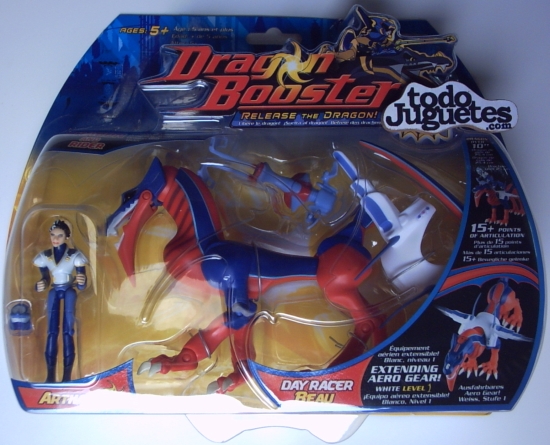 AGES 5+
Dragon
Booster
RELEASE THE DRAGON!
todo
Juguetes
.com
RIDER
15+ POINTS
OF ARTICULATION
Plus de 15 points
d'articulation
Más de 15 articulaciones
15+ Bewegliche gelenke
Équipement
aérien extensible!
Blanc, niveau 1
EXTENDING
AERO GEAR!
WHITE LEVEL 1
¡Equipo aéreo extensible!
Blanco, Nivel 1
Ausfahrbares
Aero Gear!
Weiss, Stufe 1
DAY RACER
BEAU